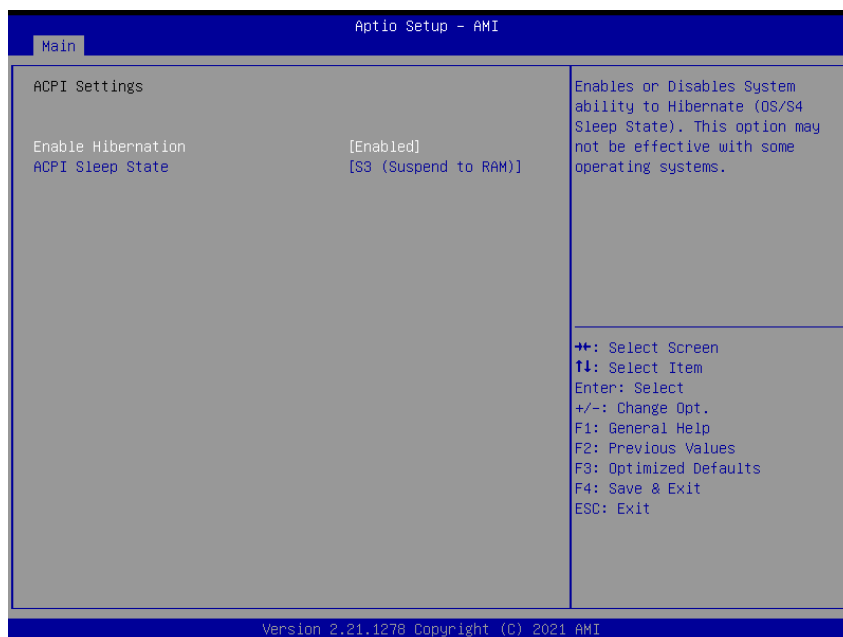 Aptio Setup – AMI
Main
ACPI Settings
Enable Hibernation [Enabled]
ACPI Sleep State [S3 (Suspend to RAM)]
Enables or Disables System
ability to Hibernate (OS/S4
Sleep State). This option may
not be effective with some
operating systems.
→←: Select Screen
↑↓: Select Item
Enter: Select
+/-: Change Opt.
F1: General Help
F2: Previous Values
F3: Optimized Defaults
F4: Save & Exit
ESC: Exit
Version 2.21.1278 Copyright (C) 2021 AMI